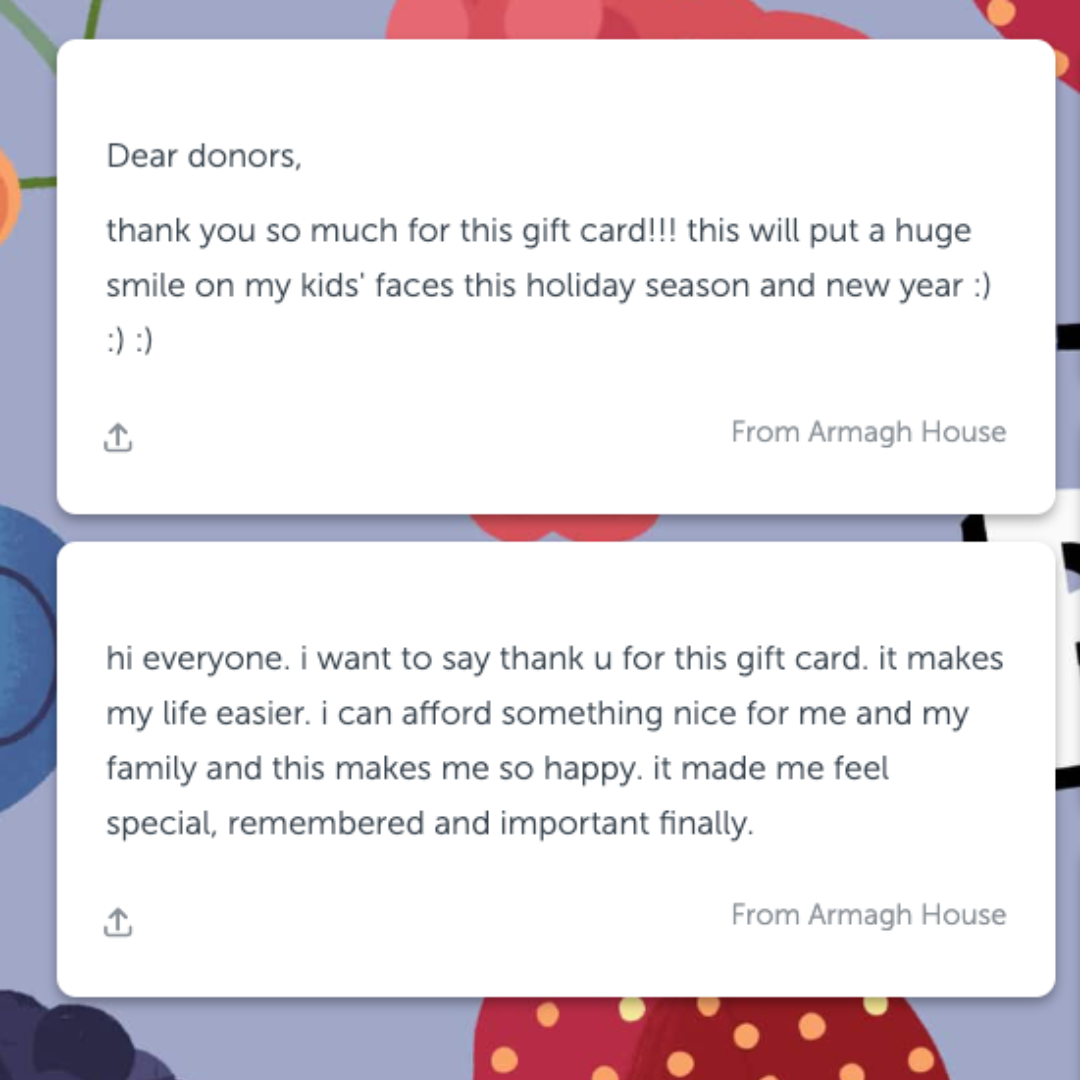 Dear donors,
thank you so much for this gift card!!! this will put a huge
smile on my kids' faces this holiday season and new year :)
:) :)
From Armagh House
hi everyone. i want to say thank u for this gift card. it makes
my life easier. i can afford something nice for me and my
family and this makes me so happy. it made me feel
special, remembered and important finally.
From Armagh House